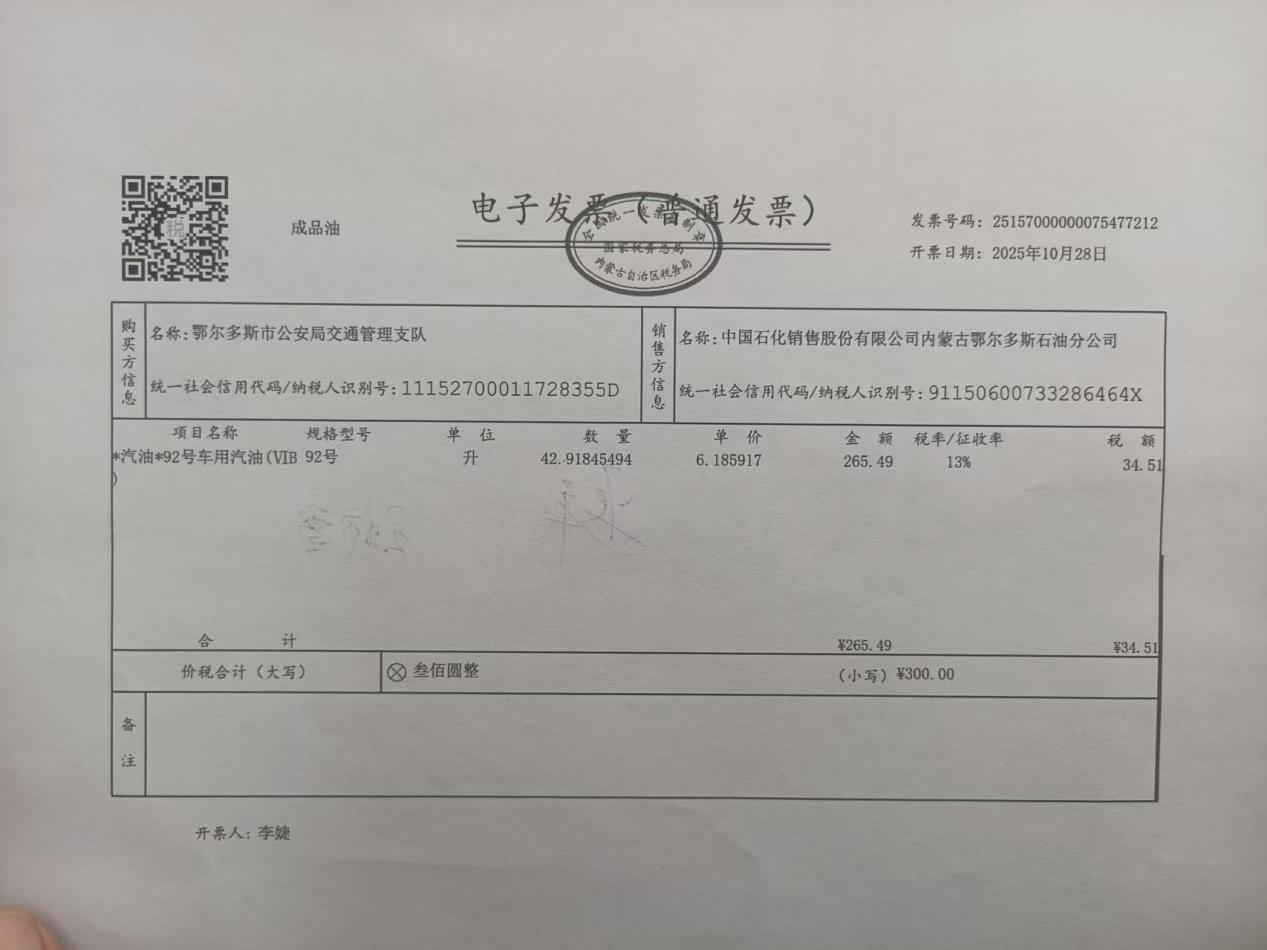 电子发票（普通发票）
全国统一发票监制章
国家税务总局
内蒙古自治区税务局
税
成品油
发票号码：25157000000075477212
开票日期：2025年10月28日
购买方信息
名称：鄂尔多斯市公安局交通管理支队
统一社会信用代码/纳税人识别号：11152700011728355D
销售方信息
名称：中国石化销售股份有限公司内蒙古鄂尔多斯石油分公司
统一社会信用代码/纳税人识别号：91150600733286464X
项目名称 规格型号 单位 数量 单价 金额 税率/征收率 税额
*汽油*92号车用汽油(VIB 92号 升 42.91845494 6.185917 265.49 13% 34.51
)
合计 ¥265.49 ¥34.51
价税合计（大写） 叁佰圆整 （小写）¥300.00
备注
开票人：李婕